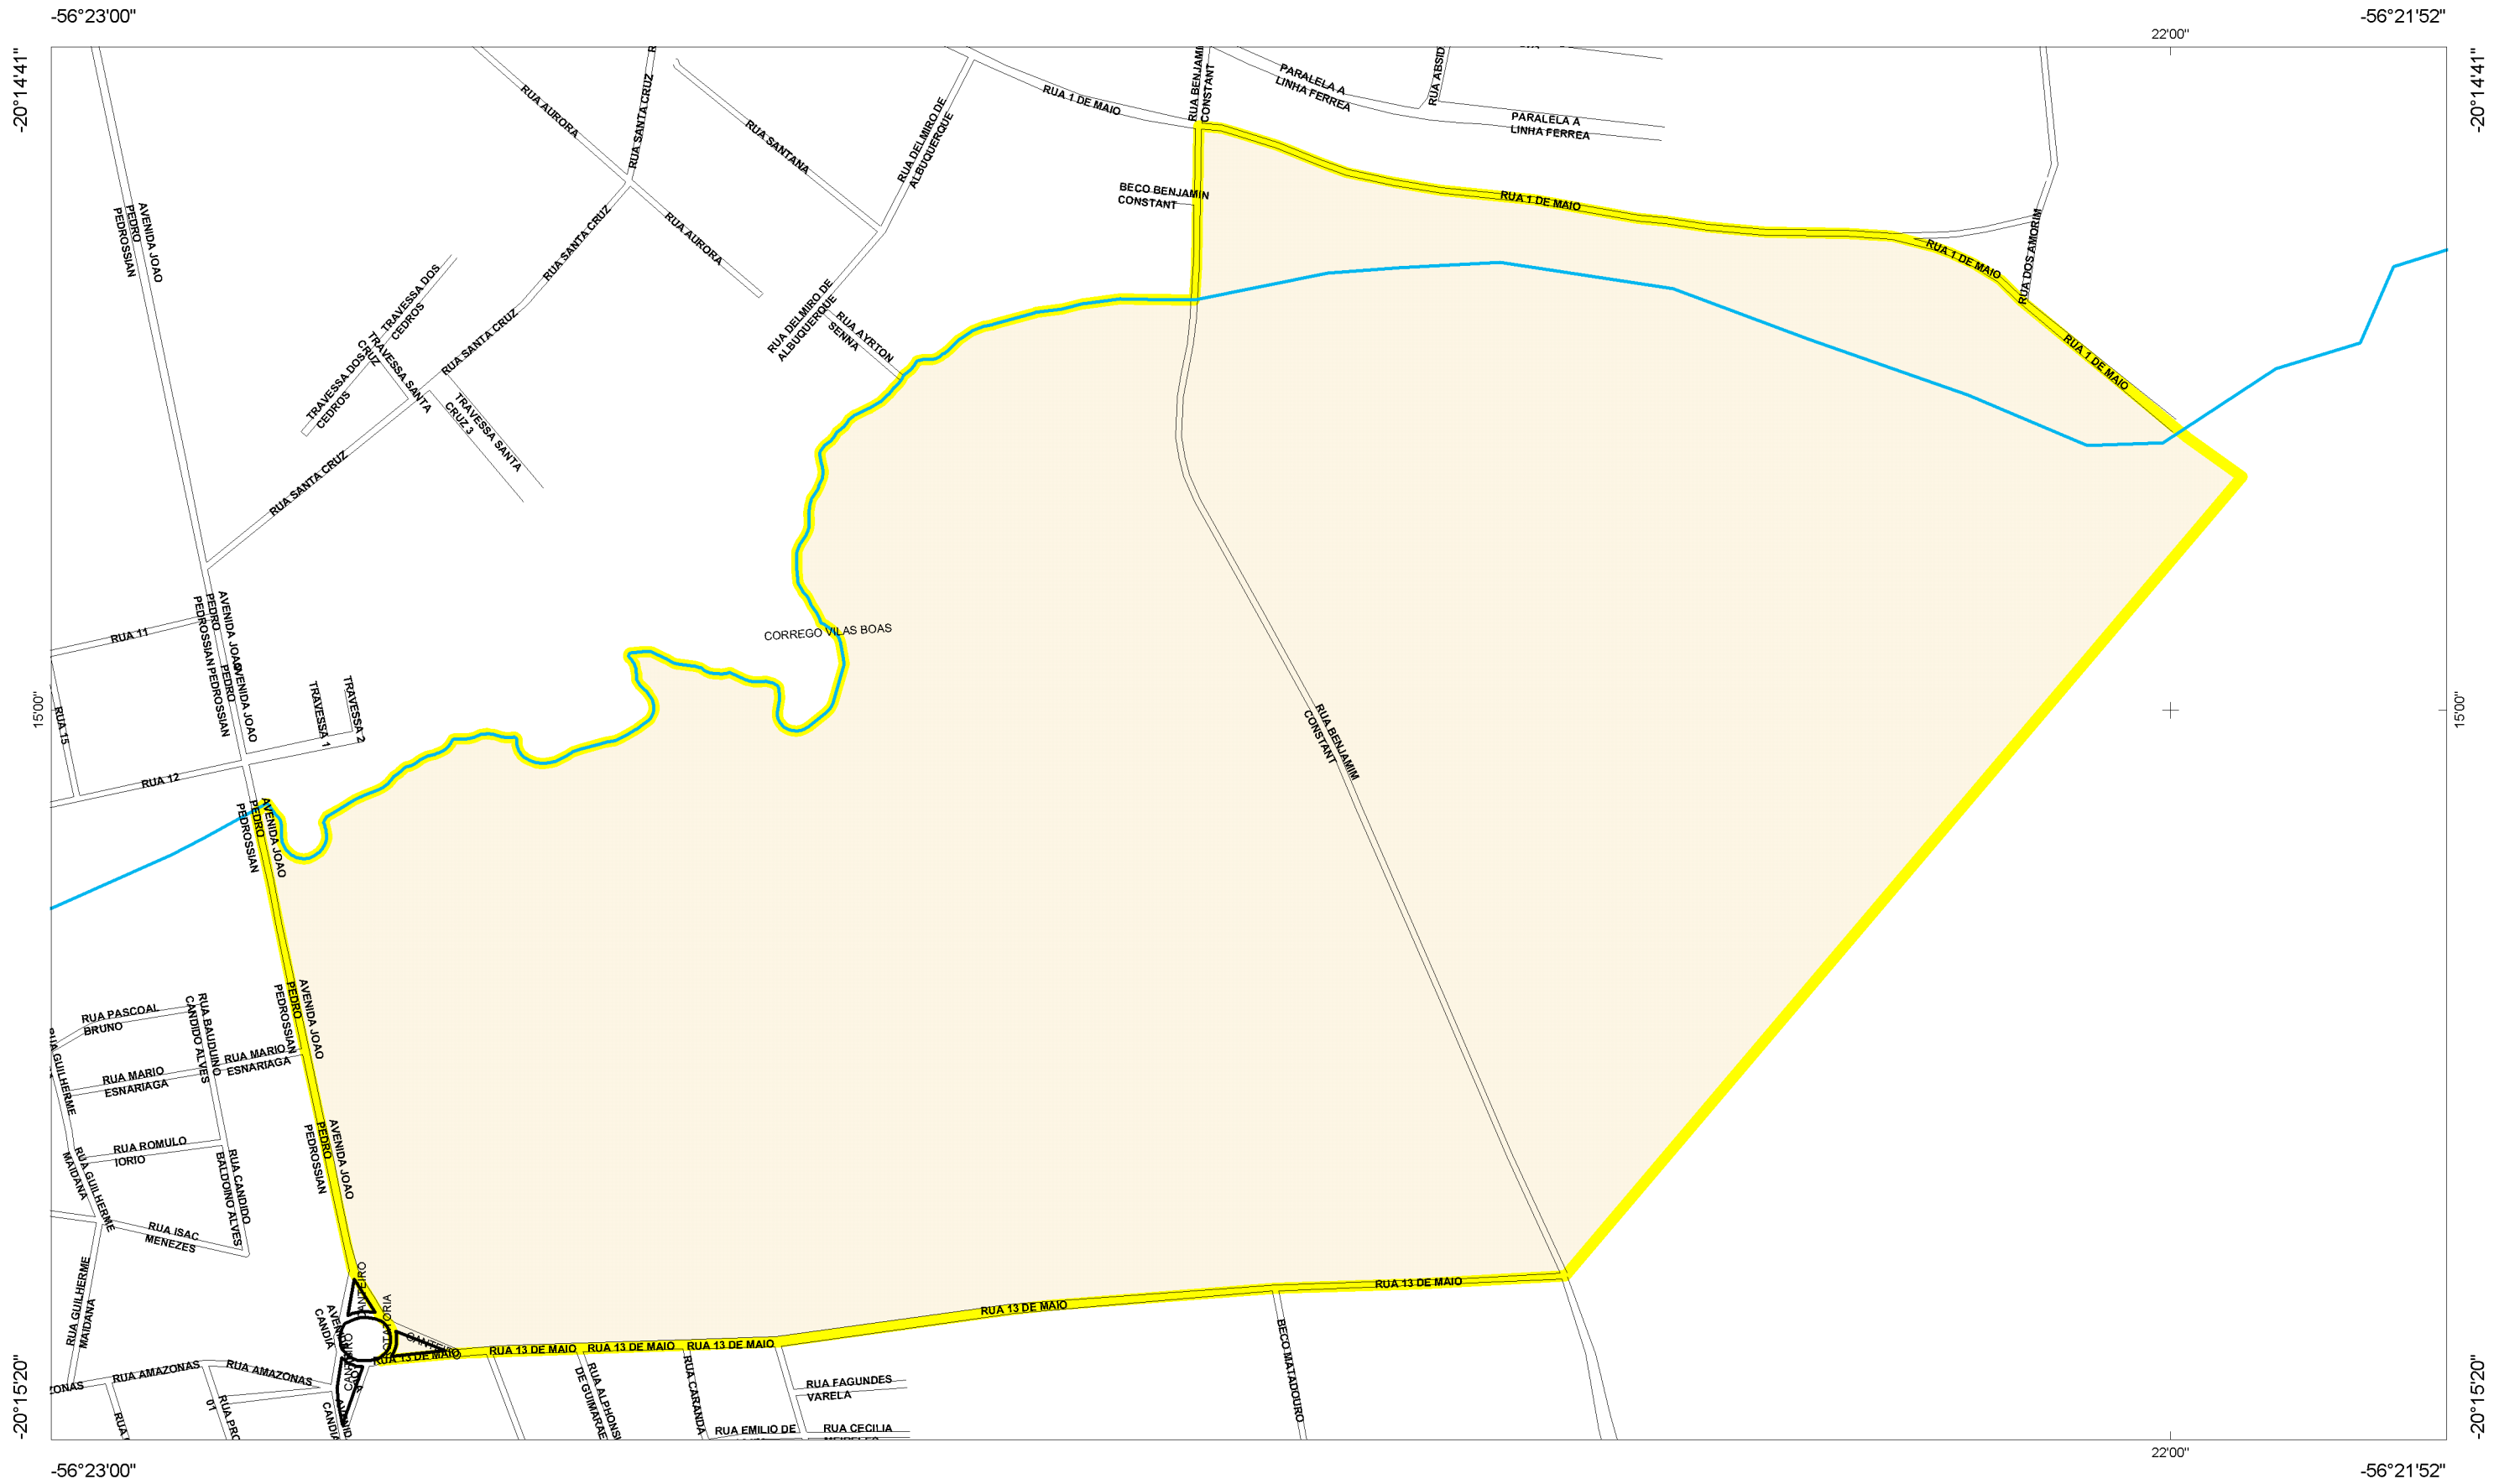 -56°23'00"
-56°21'52"
22'00"
-20°14'41"
-20°14'41"
RUA AURORA
RUA SANTA CRUZ
RUA SANTANA
RUA DELMIRO DE
ALBUQUERQUE
RUA 1 DE MAIO
CONSTANT
PARALELA A
LINHA FERREA
PARALELA A
LINHA FERREA
BECO BENJAMIN
CONSTANT
RUA 1 DE MAIO
RUA 1 DE MAIO
RUA DOS AMORIM
RUA 1 DE MAIO
AVENIDA JOAO
PEDRO
PEDROSSIAN
RUA SANTA CRUZ
RUA AURORA
TRAVESSA DOS
CEDROS
TRAVESSA DOS
CEDROS
TRAVESSA SANTA
CRUZ
RUA SANTA CRUZ
RUA DELMIRO DE
ALBUQUERQUE
RUA AYRTON
SENNA
TRAVESSA SANTA
CRUZ 3
RUA SANTA CRUZ
AVENIDA JOAO
PEDRO
PEDROSSIAN
RUA 11
CORREGO VILAS BOAS
AVENIDA JOAO
PEDRO
PEDROSSIAN
TRAVESSA 1
TRAVESSA 2
15'00"
15'00"
RUA 15
RUA 12
RUA BENJAMIM
CONSTANT
AVENIDA JOAO
PEDRO
PEDROSSIAN
RUA PASCOAL
BRUNO
RUA BAUDUINO
CANDIDO ALVES
AVENIDA JOAO
PEDRO
PEDROSSIAN
RUA MARIO
ESNARIAGA
RUA MARIO
ESNARIAGA
RUA GUILHERME
RUA ROMULO
IORIO
RUA GUILHERME
MAIDANA
RUA CANDIDO
BALDOINO ALVES
AVENIDA JOAO
PEDRO
PEDROSSIAN
RUA ISAC
MENEZES
RUA GUILHERME
MAIDANA
CANTEIRO
ROTATORIA
CANDIA
RUA 13 DE MAIO
RUA 13 DE MAIO
RUA 13 DE MAIO
RUA 13 DE MAIO
RUA 13 DE MAIO
RUA 13 DE MAIO
RUA AMAZONAS
RUA AMAZONAS
01
RUA CARANDA
RUA FAGUNDES
VARELA
RUA EMILIO DE
RUA CECILIA
BECO MATADOURO
-20°15'20"
-20°15'20"
22'00"
-56°23'00"
-56°21'52"